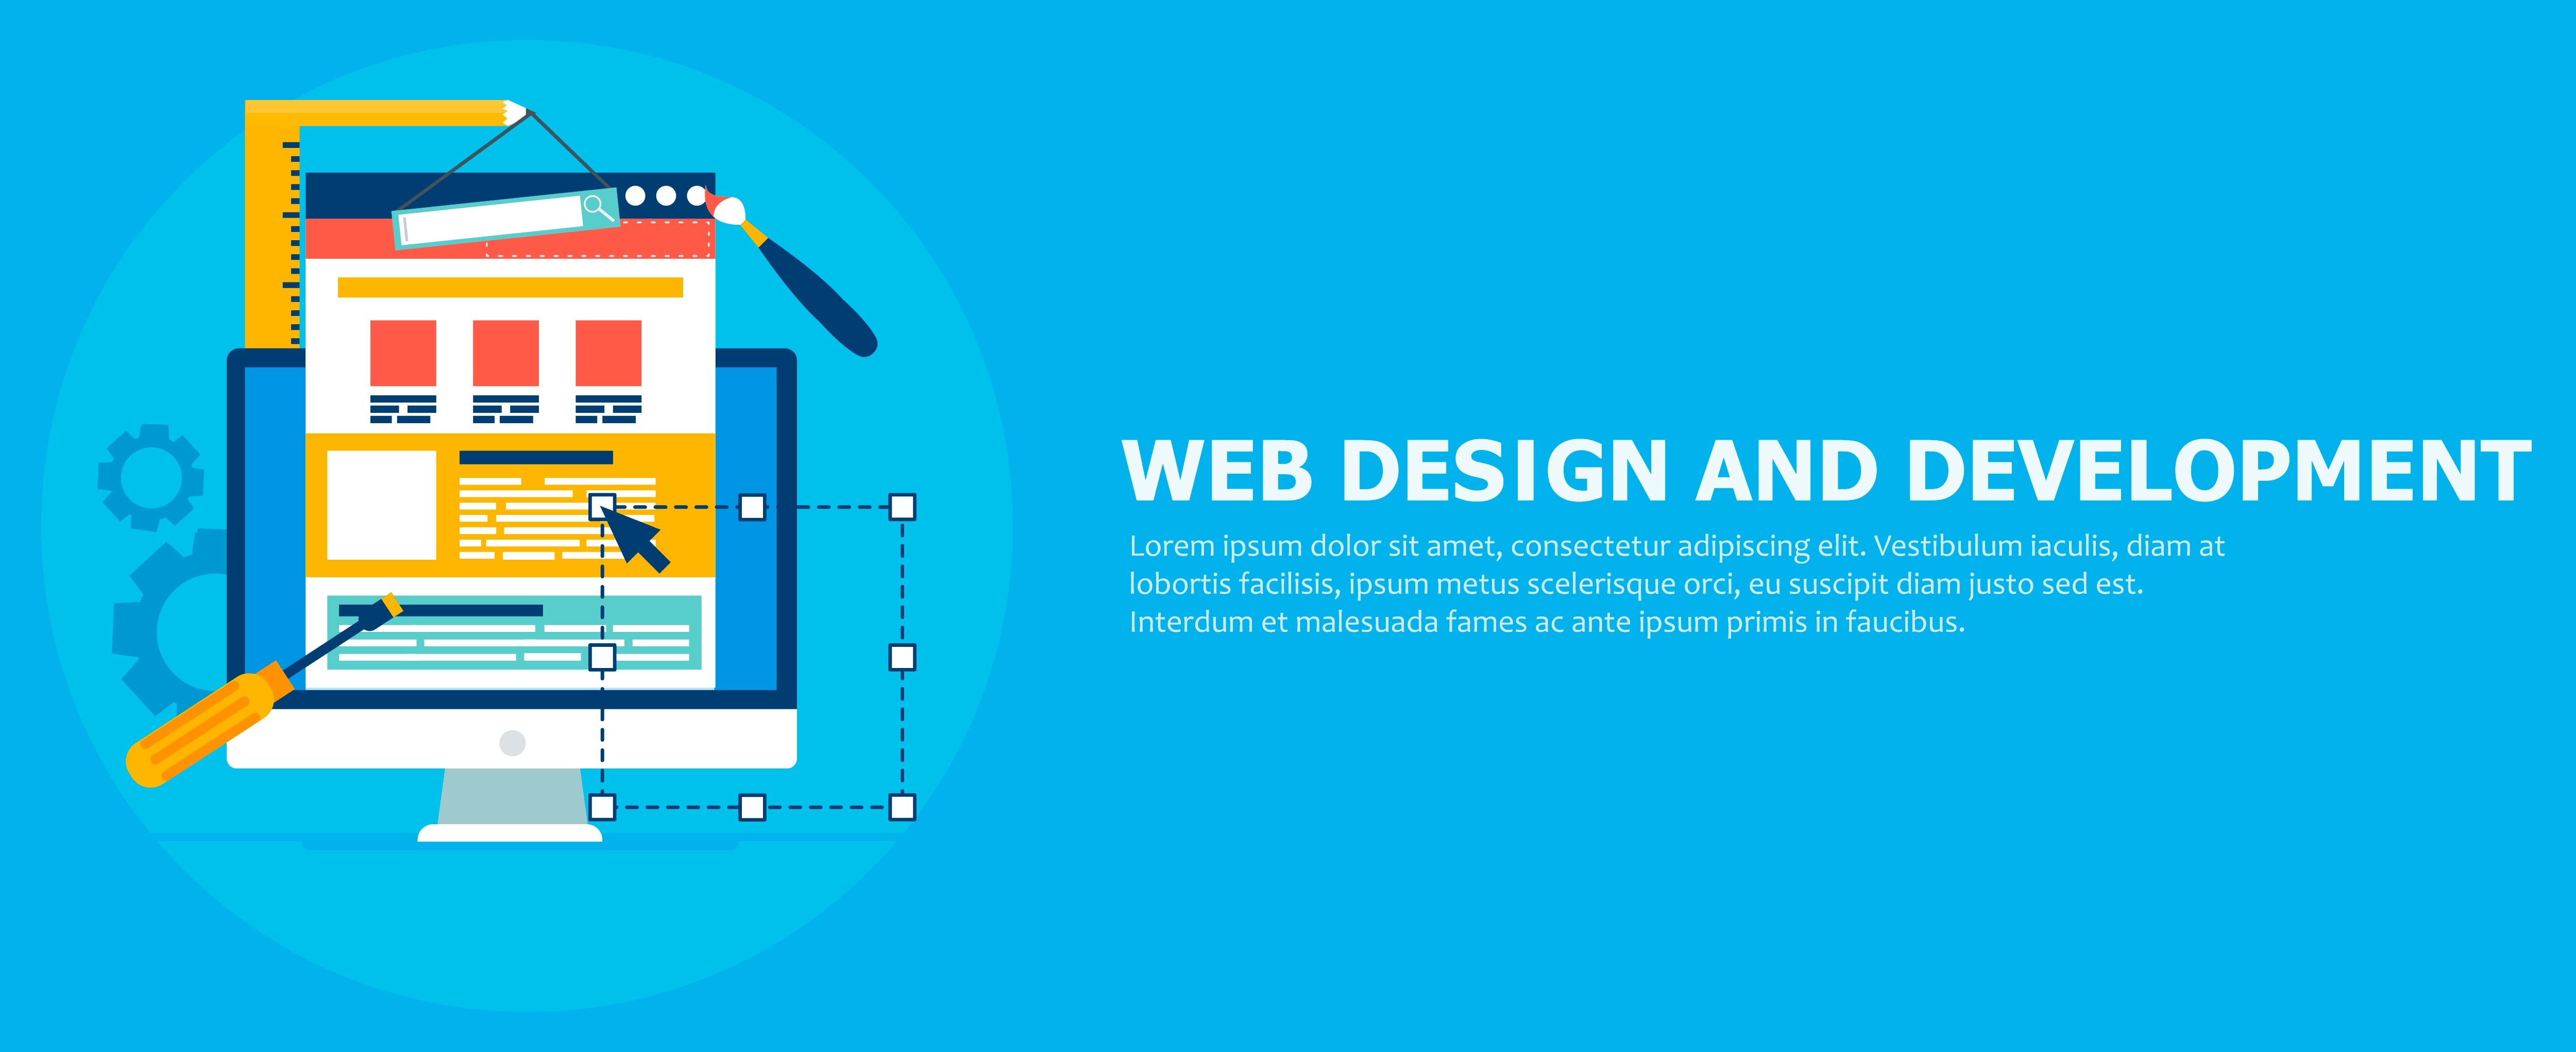 WEB DESIGN AND DEVELOPMENT
Lorem ipsum dolor sit amet, consectetur adipiscing elit. Vestibulum iaculis, diam at
lobortis facilisis, ipsum metus scelerisque orci, eu suscipit diam justo sed est.
Interdum et malesuada fames ac ante ipsum primis in faucibus.